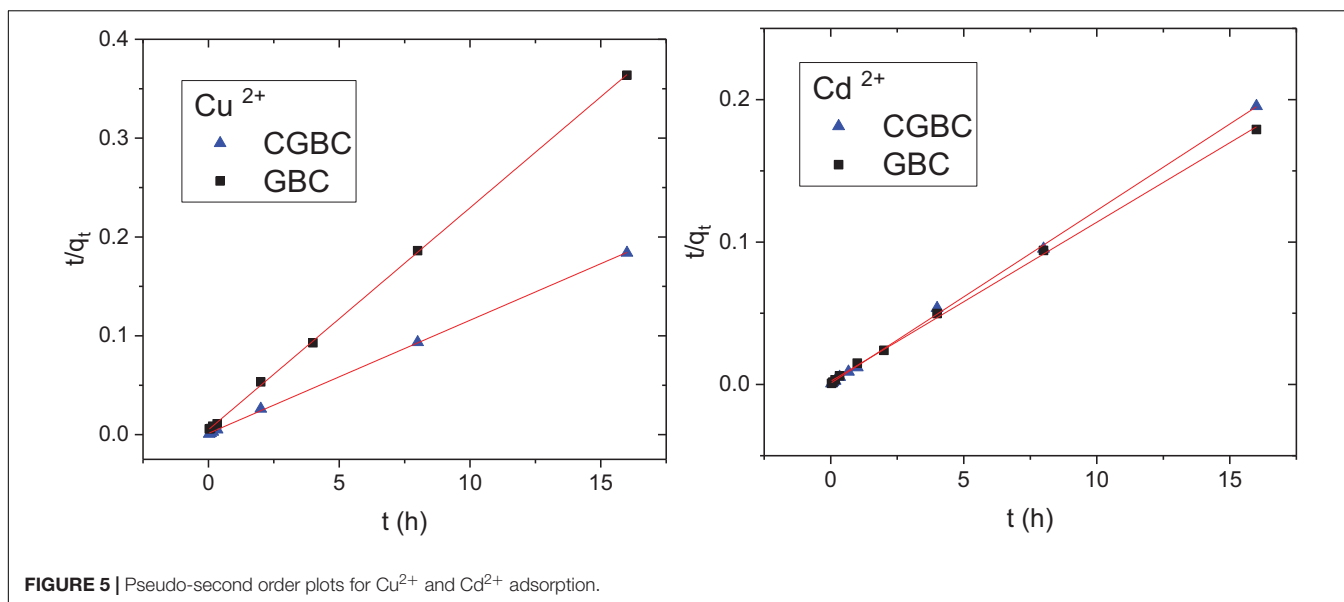 0.4
0.3
0.2
0.1
0.0
t/qt
Cu 2+
CGBC
GBC
0 5 10 15
t (h)
0.2
0.1
0.0
t/qt
Cd 2+
CGBC
GBC
0 5 10 15
t (h)
FIGURE 5 | Pseudo-second order plots for Cu2+ and Cd2+ adsorption.